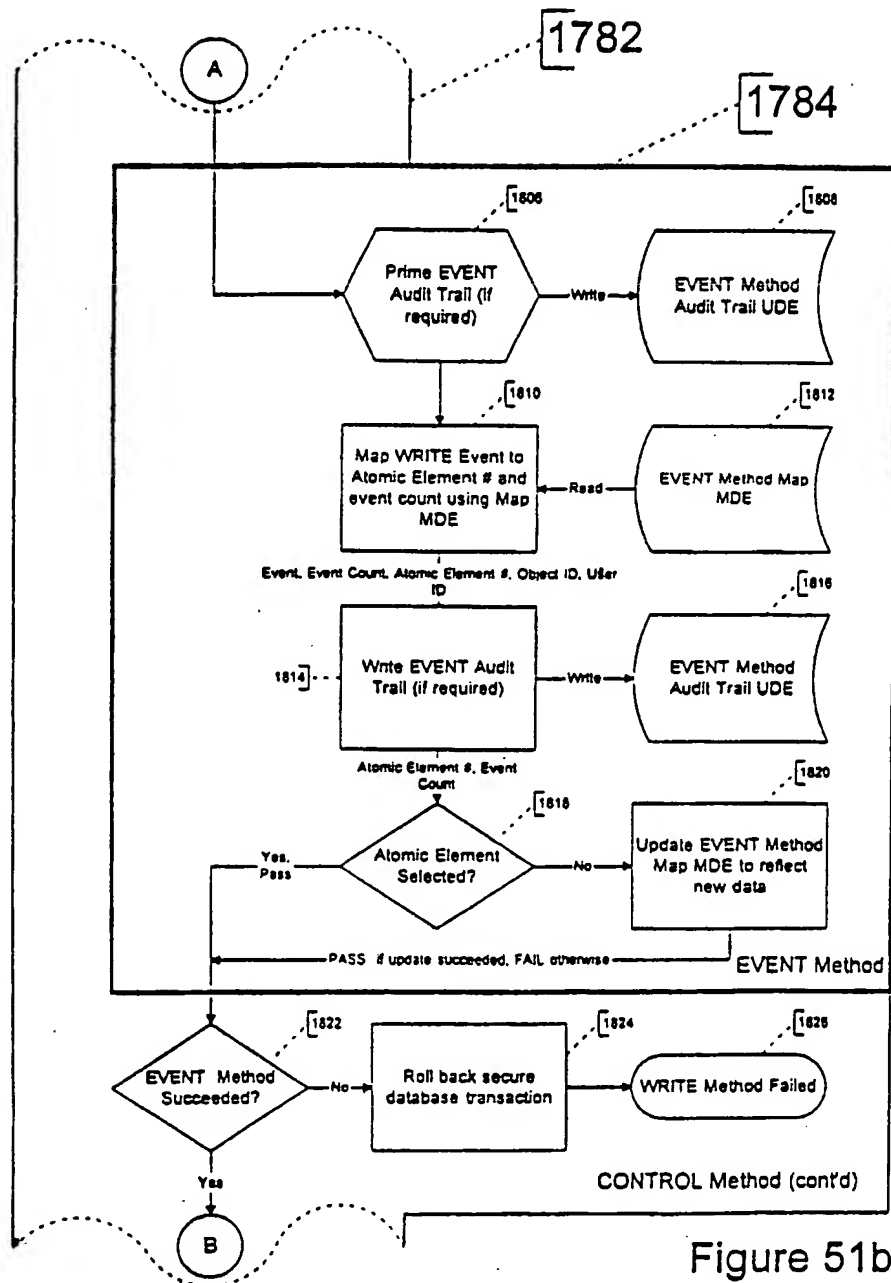 1782
A
1784
1806
1808
Prime EVENT
Audit Trail (if
required)
Write
EVENT Method
Audit Trail UDE
1810
1812
Map WRITE Event to
Atomic Element # and
event count using Map
MDE
Read
EVENT Method Map
MDE
Event, Event Count, Atomic Element #, Object ID, User
ID
1816
1814
Write EVENT Audit
Trail (if required)
Write
EVENT Method
Audit Trail UDE
Atomic Element #, Event
Count
1818
1820
Yes,
Pass
Atomic Element
Selected?
No
Update EVENT Method
Map MDE to reflect
new data
PASS if update succeeded, FAIL otherwise
EVENT Method
1822
1824
1826
EVENT Method
Succeeded?
No
Roll back secure
database transaction
WRITE Method Failed
Yes
CONTROL Method (cont'd)
B
Figure 51b